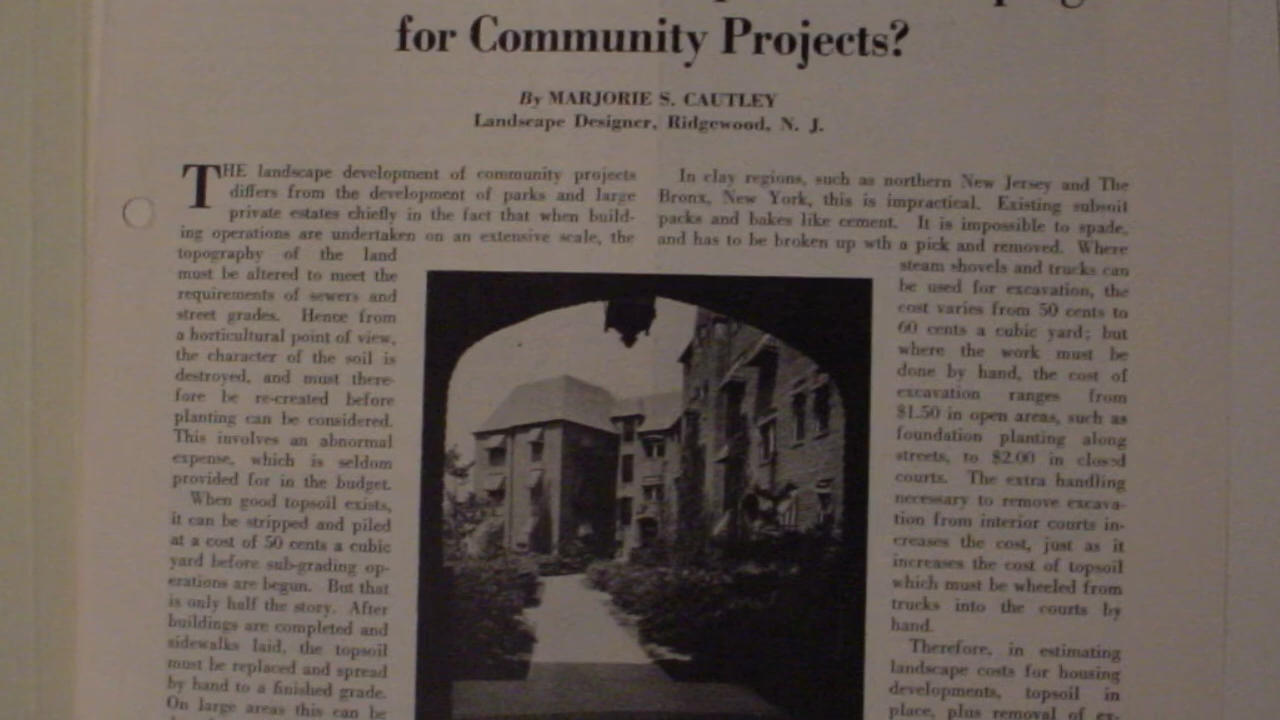 for Community Projects?
By MARJORIE S. CAUTLEY
Landscape Designer, Ridgewood, N. J.
THE landscape development of community projects
differs from the development of parks and large
private estates chiefly in the fact that when build-
ing operations are undertaken on an extensive scale, the
topography of the land
must be altered to meet the
requirements of sewers and
street grades. Hence from
a horticultural point of view,
the character of the soil is
destroyed, and must there-
fore be re-created before
planting can be considered.
This involves an abnormal
expense, which is seldom
provided for in the budget.
When good topsoil exists,
it can be stripped and piled
at a cost of 50 cents a cubic
yard before sub-grading op-
erations are begun. But that
is only half the story. After
buildings are completed and
sidewalks laid, the topsoil
must be replaced and spread
by hand to a finished grade.
On large areas this can be
In clay regions, such as northern New Jersey and The
Bronx, New York, this is impractical. Existing subsoil
packs and bakes like cement. It is impossible to spade,
and has to be broken up wth a pick and removed. Where
steam shovels and trucks can
be used for excavation, the
cost varies from 50 cents to
60 cents a cubic yard; but
where the work must be
done by hand, the cost of
excavation ranges from
$1.50 in open areas, such as
foundation planting along
streets, to $2.00 in closed
courts. The extra handling
necessary to remove excava-
tion from interior courts in-
creases the cost, just as it
increases the cost of topsoil
which must be wheeled from
trucks into the courts by
hand.
Therefore, in estimating
landscape costs for housing
developments, topsoil in
place, plus removal of ex-